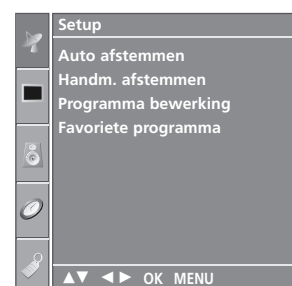 Setup
Auto afstemmen
Handm. afstemmen
Programma bewerking
Favoriete programma
▲▼ ◄► OK MENU